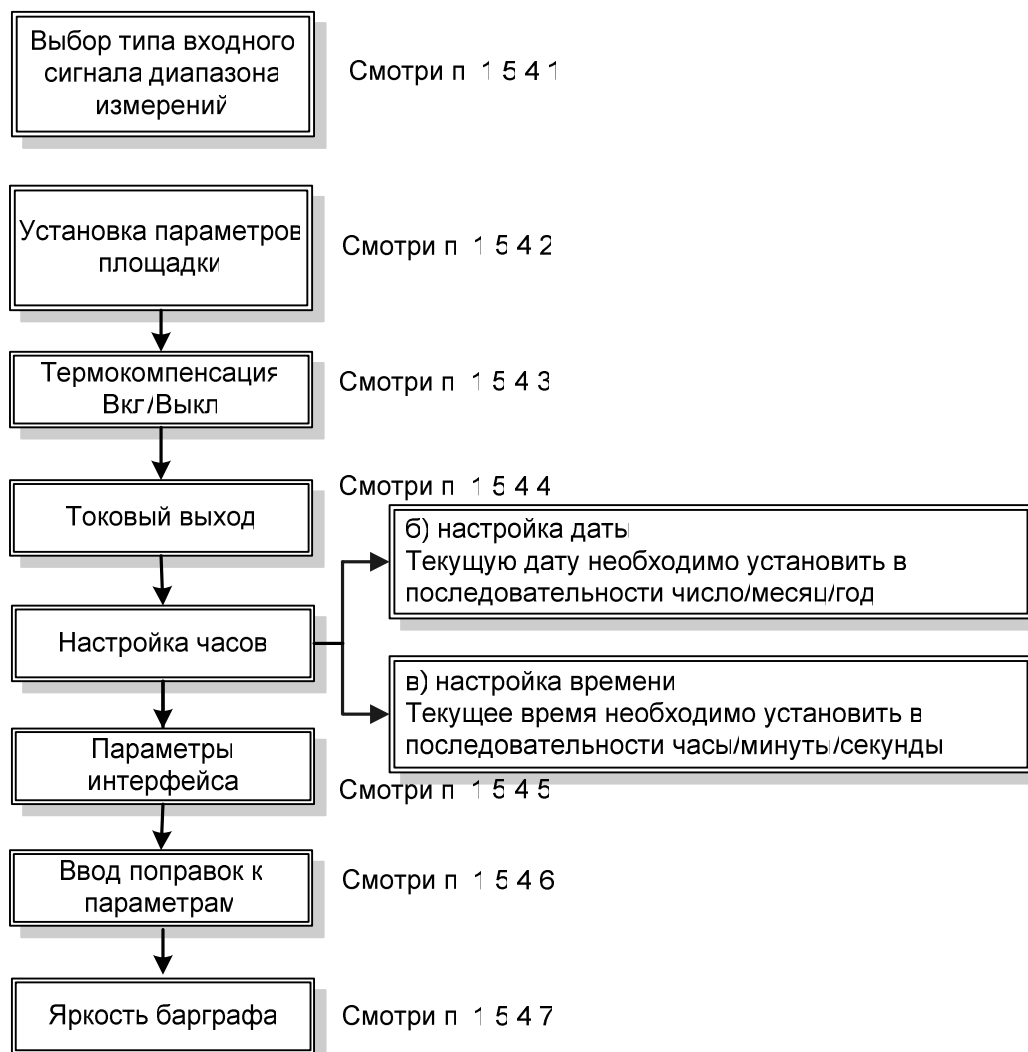 Выбор типа входного
сигнала диапазона
измерений
Смотри п 1 5 4 1
Установка параметров
площадки
Смотри п 1 5 4 2
Термокомпенсация
Вкл/Выкл
Смотри п 1 5 4 3
Токовый выход
Смотри п 1 5 4 4
б) настройка даты
Текущую дату необходимо установить в
последовательности число/месяц/год
Настройка часов
в) настройка времени
Текущее время необходимо установить в
последовательности часы/минуты/секунды
Параметры
интерфейса
Смотри п 1 5 4 5
Ввод поправок к
параметрам
Смотри п 1 5 4 6
Яркость барграфа
Смотри п 1 5 4 7